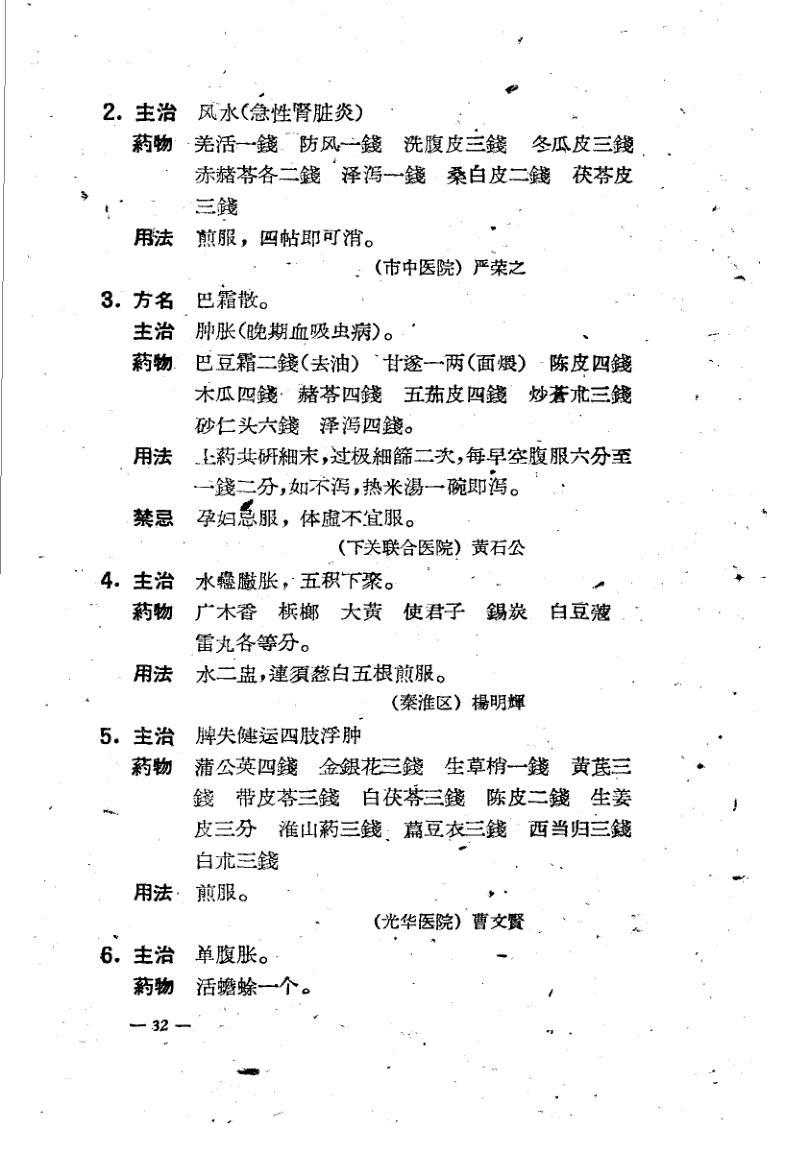 2. 主治 风水(急性腎脏炎)
葯物 羌活一錢 防风一錢 洗腹皮三錢 冬瓜皮三錢
赤豬苓各二錢 泽泻一錢 桑白皮二錢 茯苓皮
三錢
用法 煎服，四帖即可消。
(市中医院) 严荣之
3. 方名 巴霜散。
主治 肿胀(晚期血吸虫病)。
葯物 巴豆霜二錢(去油) 甘遂一两(面煨) 陈皮四錢
木瓜四錢 豬苓四錢 五茄皮四錢 炒蒼朮三錢
砂仁头六錢 泽泻四錢。
用法 上葯共研細末，过极細篩二次，每早空腹服六分至
一錢二分，如不泻，热米湯一碗即泻。
禁忌 孕妇忌服，体虛不宜服。
(下关联合医院) 黄石公
4. 主治 水蠱臌胀，五积下聚。
葯物 广木香 梹榔 大黄 使君子 錫炭 白豆蔻
雷丸各等分。
用法 水二盅，連須葱白五根煎服。
(秦淮区) 楊明輝
5. 主治 脾失健运四肢浮肿
葯物 蒲公英四錢 金銀花三錢 生草梢一錢 黄芪三
錢 带皮苓三錢 白茯苓三錢 陈皮二錢 生姜
皮三分 淮山葯三錢 萹豆衣三錢 西当归三錢
白朮三錢
用法 煎服。
(光华医院) 曹文賢
6. 主治 单腹胀。
葯物 活蟾蜍一个。
— 32 —